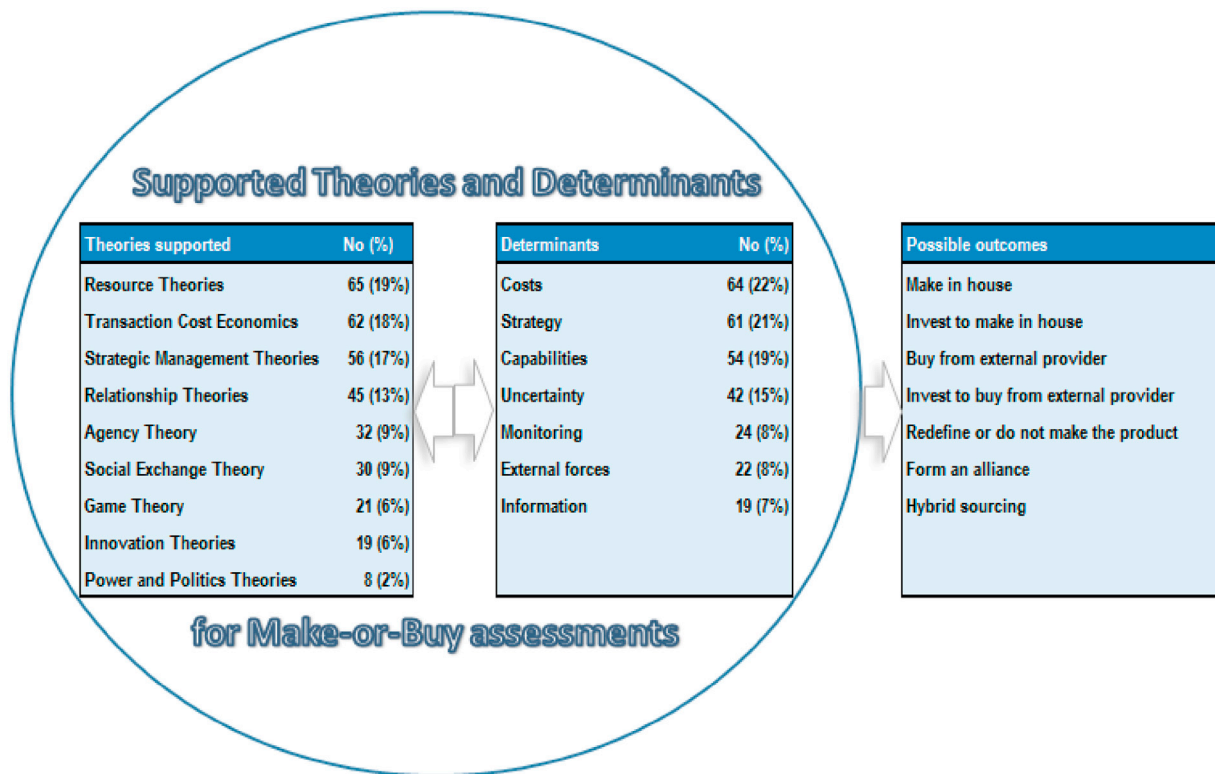 Supported Theories and Determinants
Theories supported No (%)
Resource Theories 65 (19%)
Transaction Cost Economics 62 (18%)
Strategic Management Theories 56 (17%)
Relationship Theories 45 (13%)
Agency Theory 32 (9%)
Social Exchange Theory 30 (9%)
Game Theory 21 (6%)
Innovation Theories 19 (6%)
Power and Politics Theories 8 (2%)
Determinants No (%)
Costs 64 (22%)
Strategy 61 (21%)
Capabilities 54 (19%)
Uncertainty 42 (15%)
Monitoring 24 (8%)
External forces 22 (8%)
Information 19 (7%)
Possible outcomes
Make in house
Invest to make in house
Buy from external provider
Invest to buy from external provider
Redefine or do not make the product
Form an alliance
Hybrid sourcing
for Make-or-Buy assessments